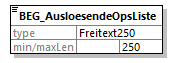 BEG_AusloesendeOpsListe
type Freitext250
min/maxLen 250